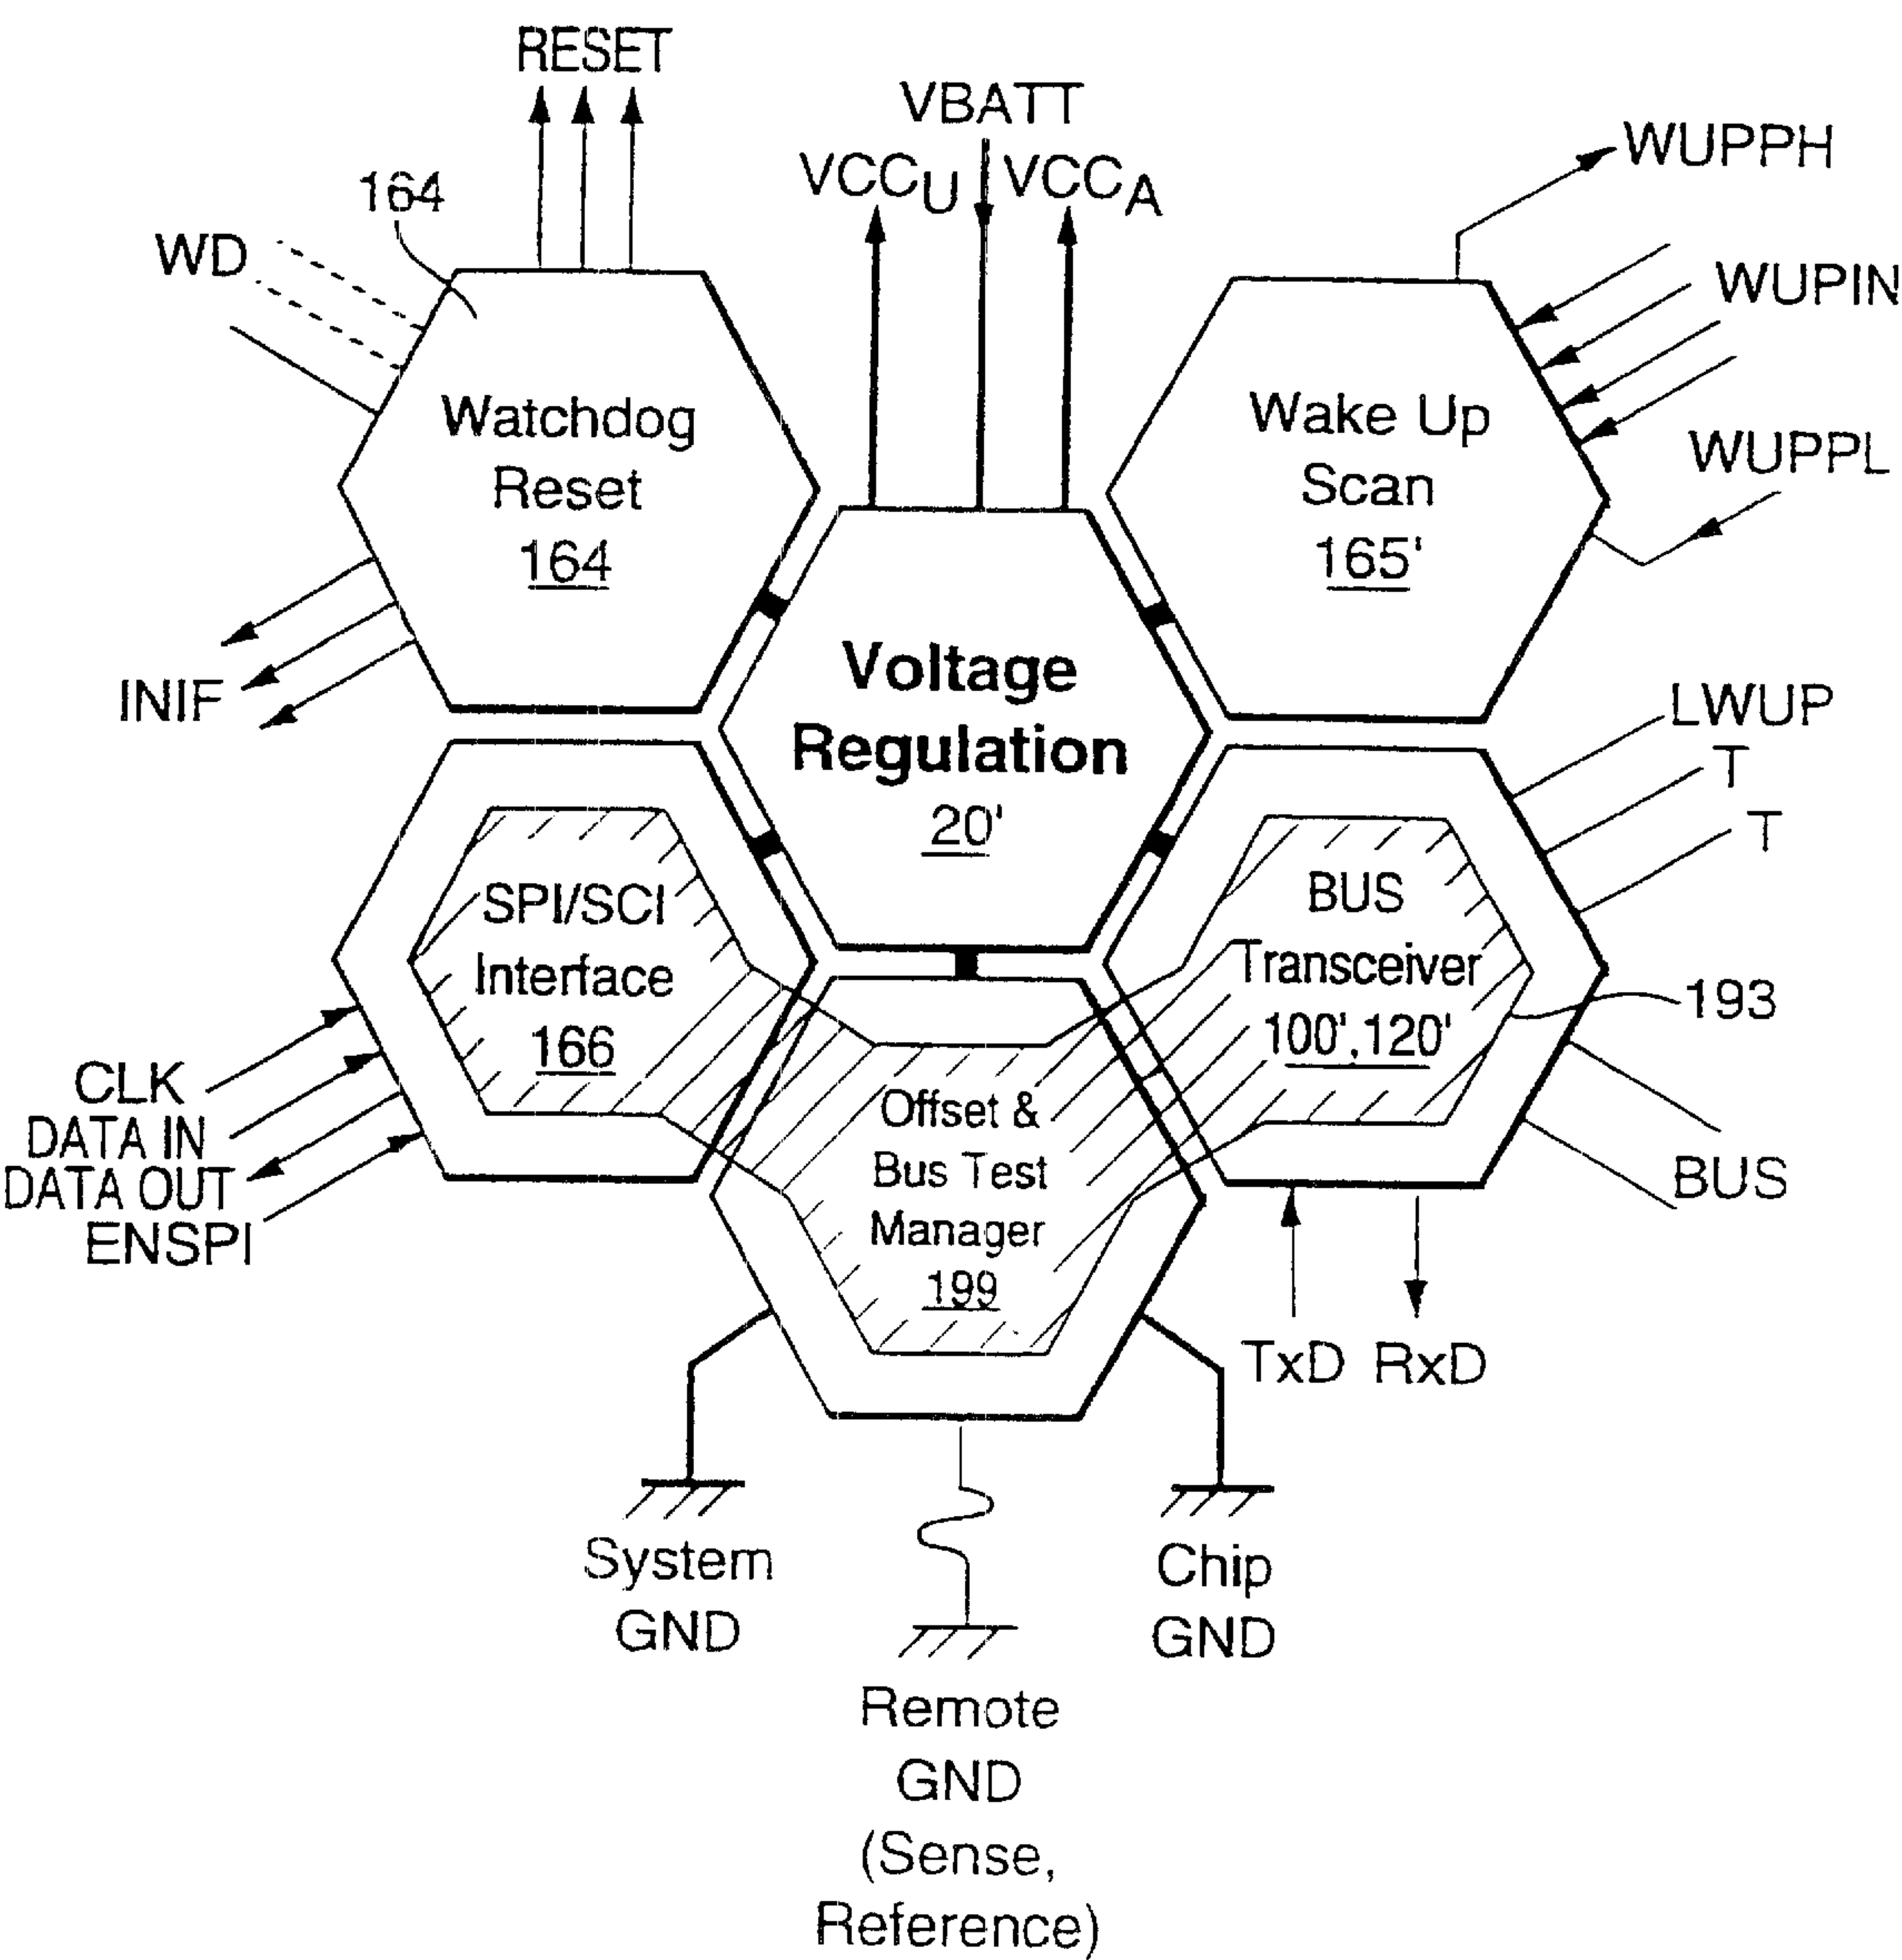 RESET
VBATT
VCCU VCCA
WUPPH
164
WD
WUPIN
Watchdog
Reset
164
Wake Up
Scan
165'
WUPPL
INIF
Voltage
Regulation
20'
LWUP
T
T
SPI/SCI
Interface
166
BUS
Transceiver
100',120'
193
CLK
DATA IN
DATA OUT
ENSPI
Offset &
Bus Test
Manager
199
BUS
TxD RxD
System
GND
Chip
GND
Remote
GND
(Sense,
Reference)